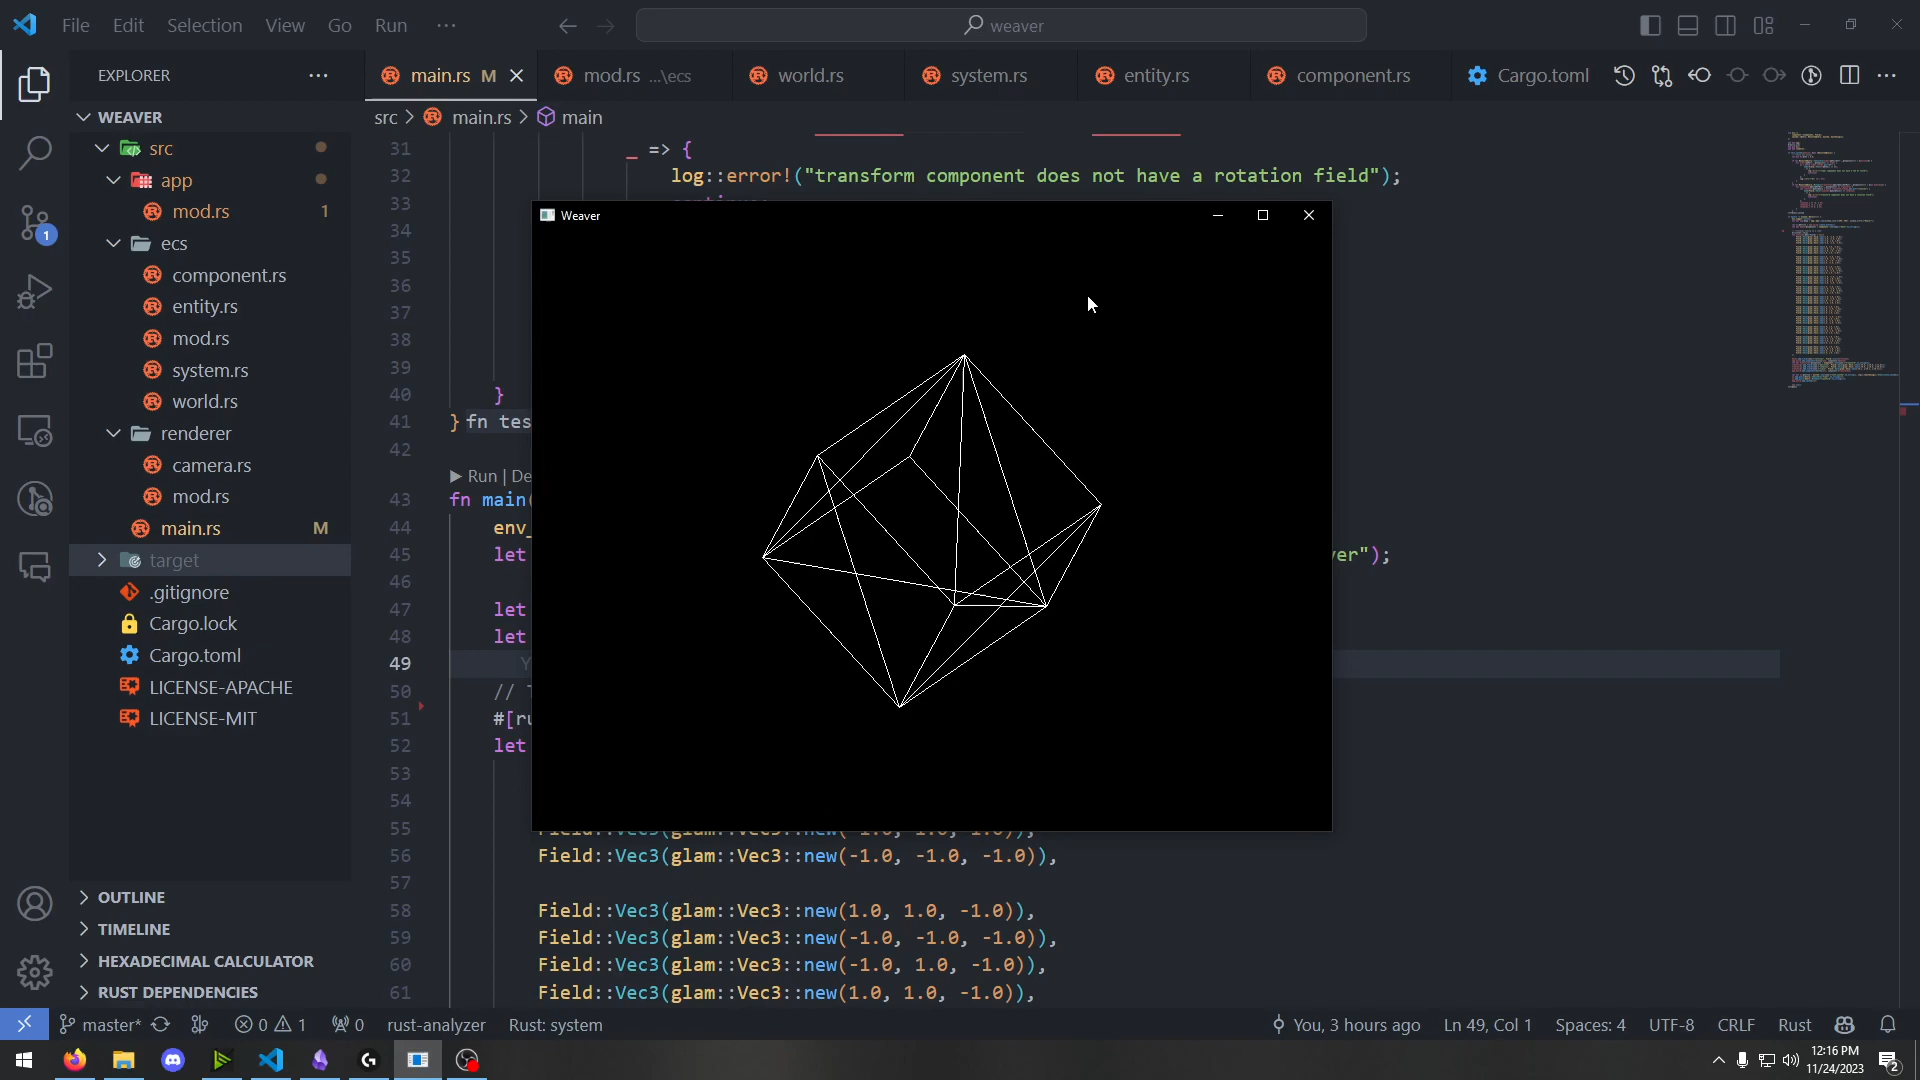 File Edit Selection View Go Run ···
weaver
EXPLORER ···
main.rs M
mod.rs ...\ecs
world.rs
system.rs
entity.rs
component.rs
Cargo.toml
WEAVER
src > main.rs > main
src
app
mod.rs 1
ecs
component.rs
entity.rs
mod.rs
system.rs
world.rs
renderer
camera.rs
mod.rs
main.rs M
target
.gitignore
Cargo.lock
Cargo.toml
LICENSE-APACHE
LICENSE-MIT
OUTLINE
TIMELINE
HEXADECIMAL CALCULATOR
RUST DEPENDENCIES
1
31 _ => {
32 log::error!("transform component does not have a rotation field");
33
34
35
36
37
38
39
40 }
41 } fn tes
42
Run | De
43 fn main(
44 env_
45 let er");
46
47 let
48 let
49 Y
50 // T
51 #[ru
52 let
53
54
55
56 Field::Vec3(glam::Vec3::new(-1.0, -1.0, -1.0)),
57
58 Field::Vec3(glam::Vec3::new(1.0, 1.0, -1.0)),
59 Field::Vec3(glam::Vec3::new(-1.0, -1.0, -1.0)),
60 Field::Vec3(glam::Vec3::new(-1.0, 1.0, -1.0)),
61 Field::Vec3(glam::Vec3::new(1.0, 1.0, -1.0)),
Weaver
master* 0 1 0 rust-analyzer Rust: system
You, 3 hours ago Ln 49, Col 1 Spaces: 4 UTF-8 CRLF Rust
12:16 PM
11/24/2023
2